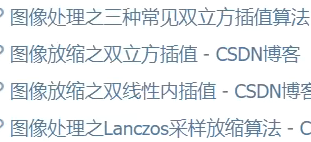 图像处理之三种常见双立方插值算法
图像放缩之双立方插值 - CSDN博客
图像放缩之双线性内插值 - CSDN博客
图像处理之Lanczos采样放缩算法 - C